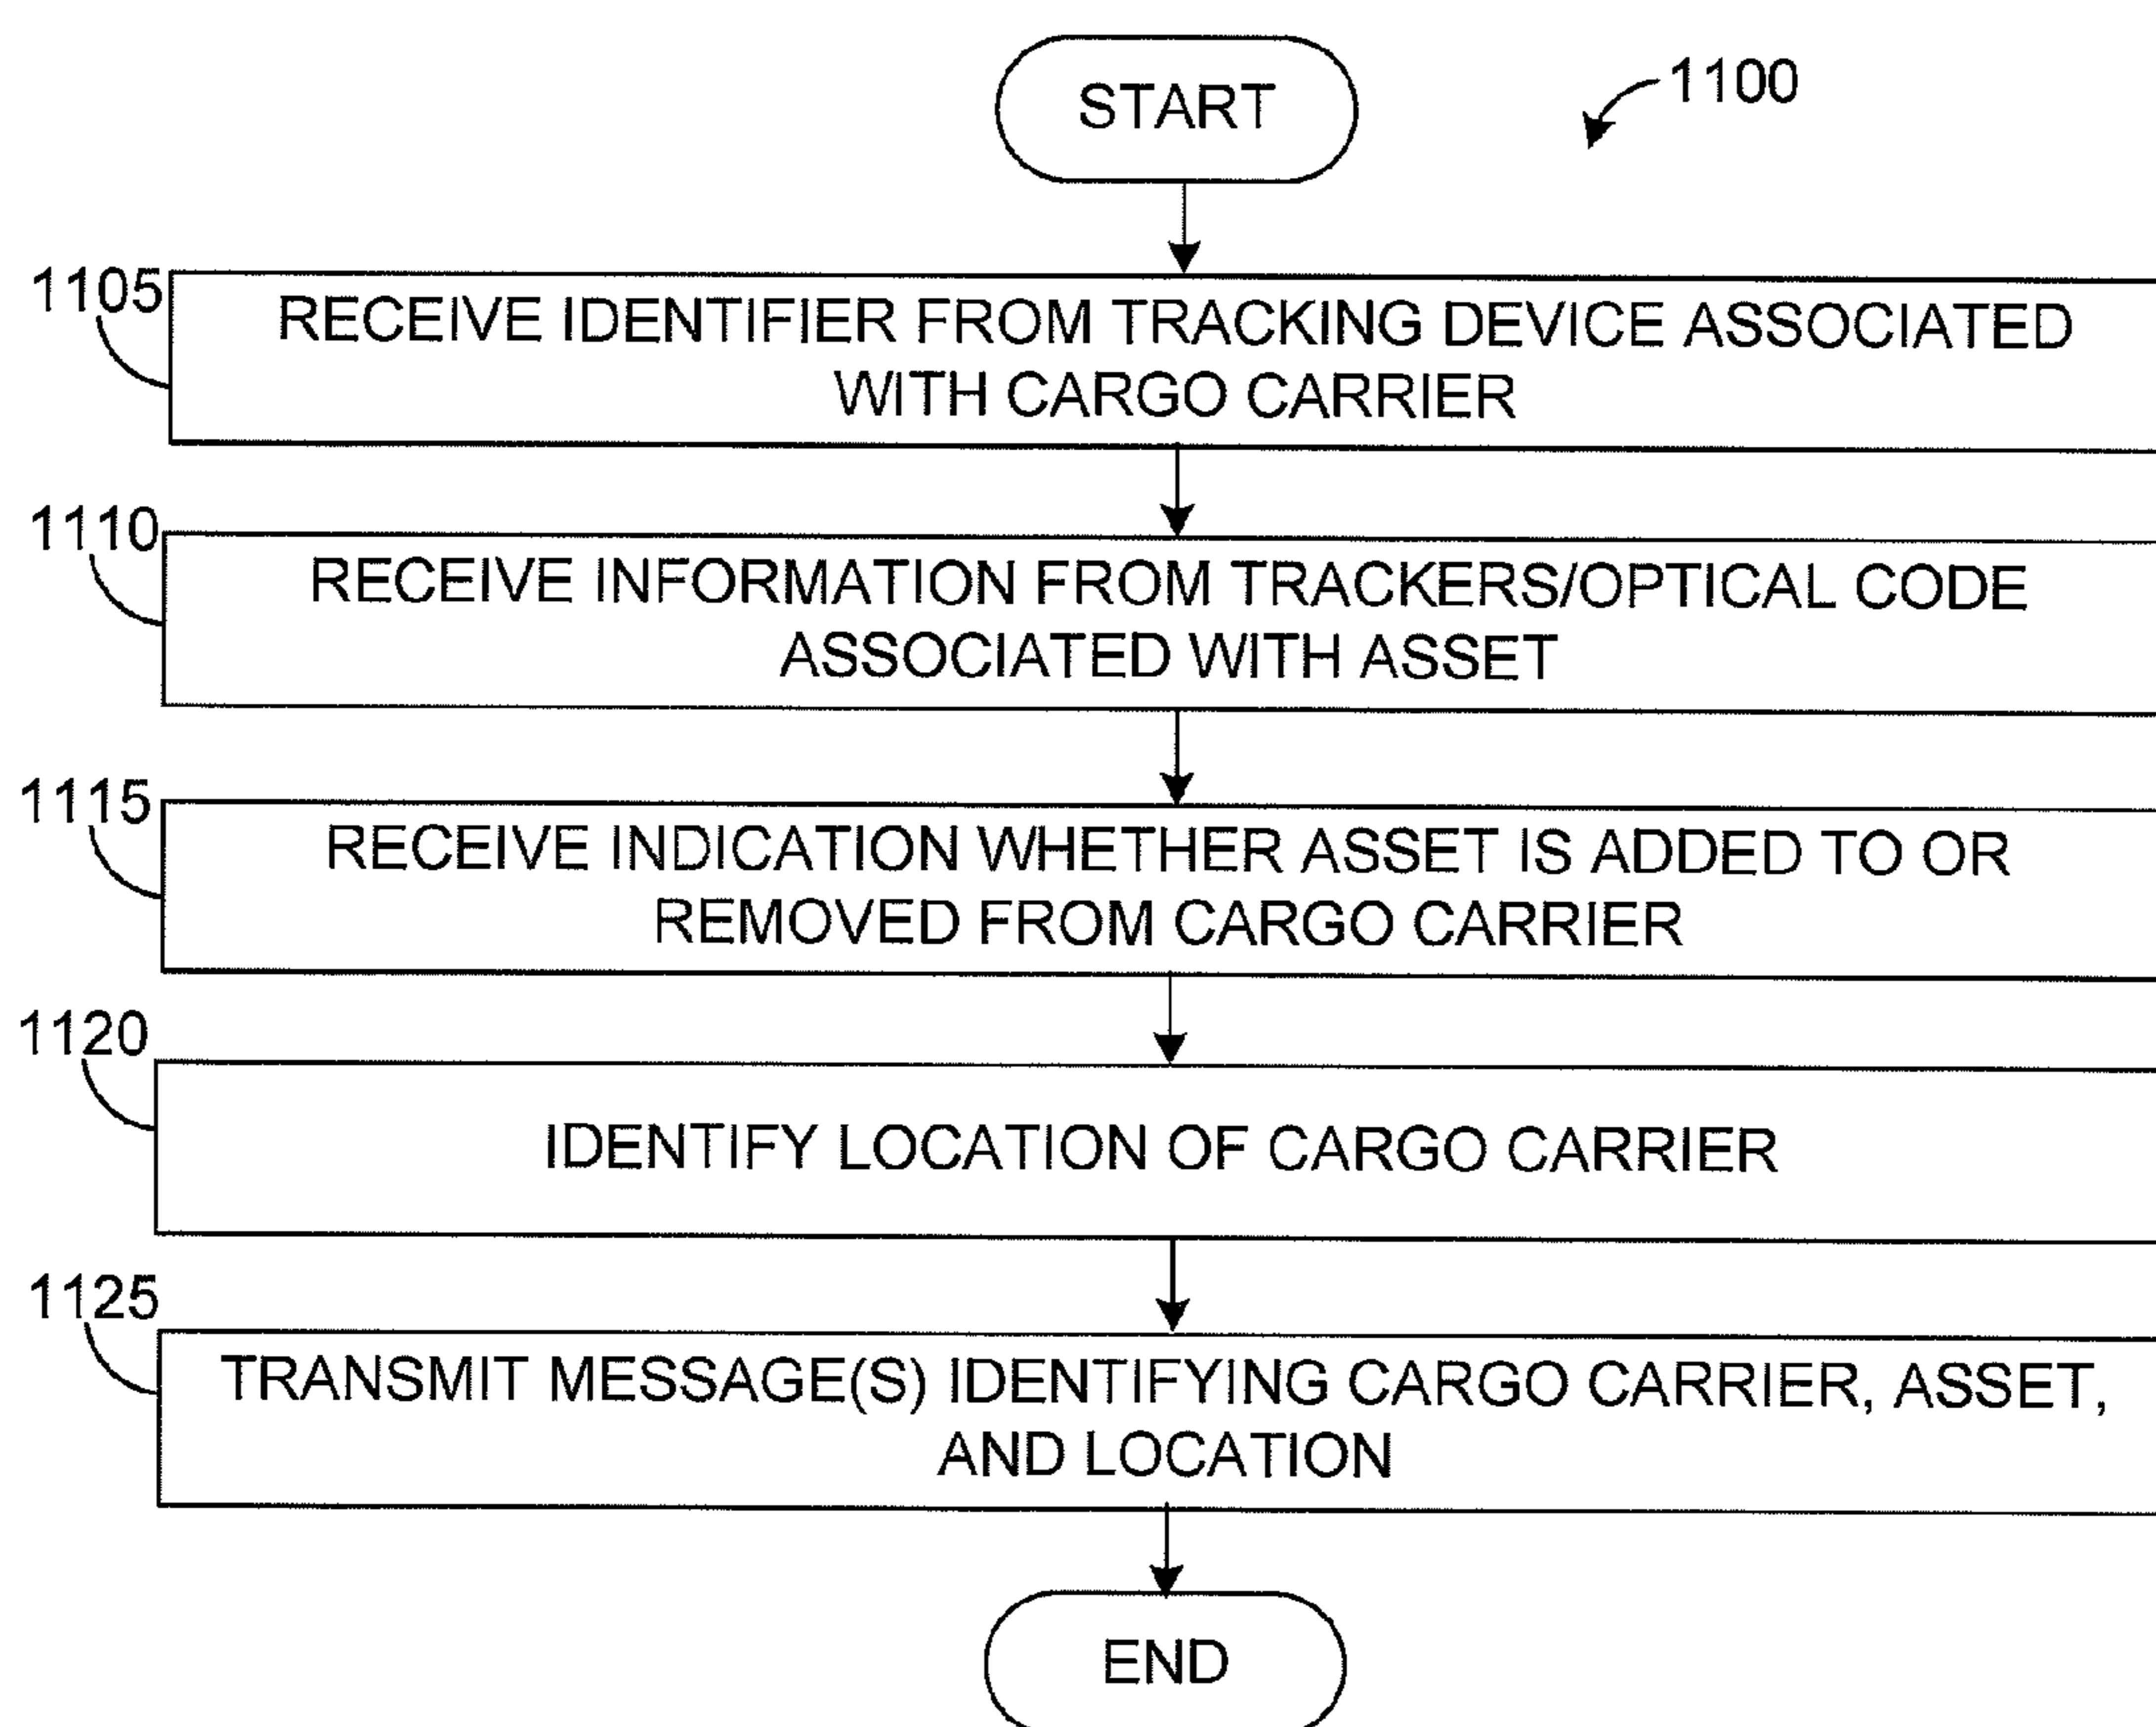 START
1100
1105
RECEIVE IDENTIFIER FROM TRACKING DEVICE ASSOCIATED
WITH CARGO CARRIER
1110
RECEIVE INFORMATION FROM TRACKERS/OPTICAL CODE
ASSOCIATED WITH ASSET
1115
RECEIVE INDICATION WHETHER ASSET IS ADDED TO OR
REMOVED FROM CARGO CARRIER
1120
IDENTIFY LOCATION OF CARGO CARRIER
1125
TRANSMIT MESSAGE(S) IDENTIFYING CARGO CARRIER, ASSET,
AND LOCATION
END